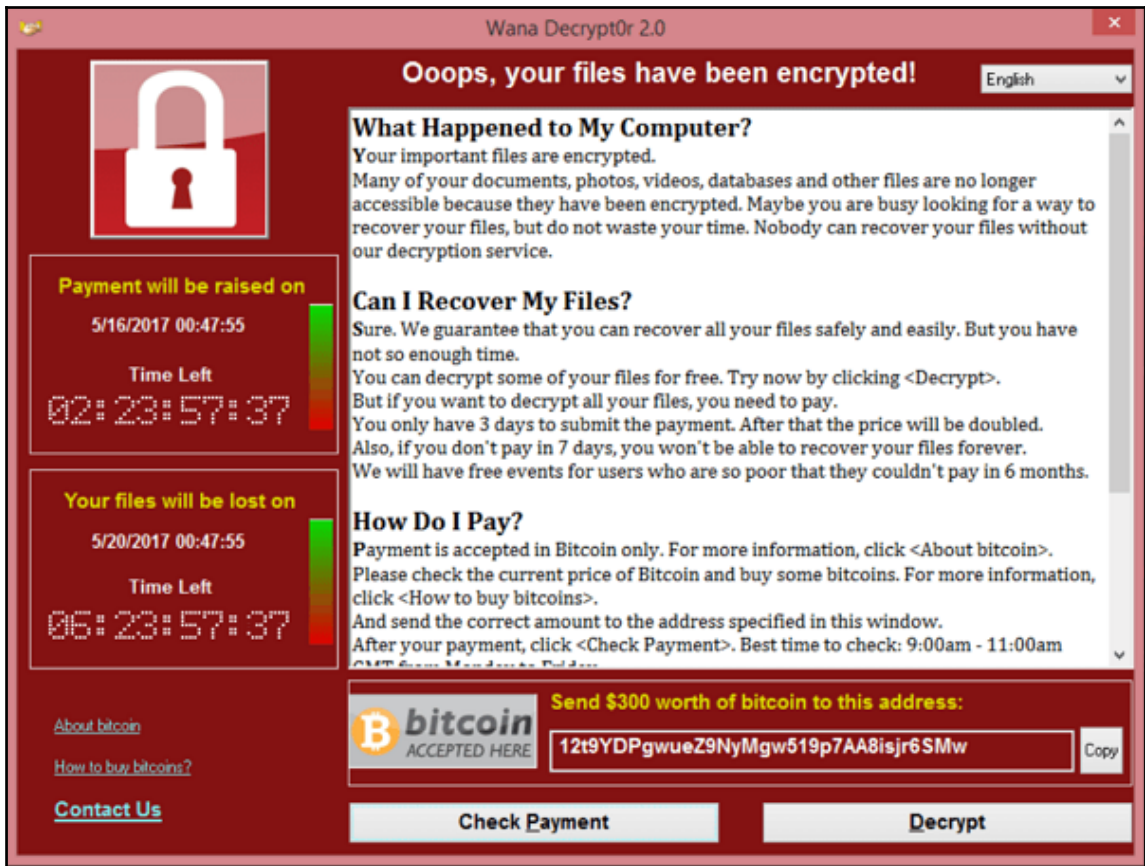 Wana Decrypt0r 2.0
Ooops, your files have been encrypted!
English
What Happened to My Computer?
Your important files are encrypted.
Many of your documents, photos, videos, databases and other files are no longer
accessible because they have been encrypted. Maybe you are busy looking for a way to
recover your files, but do not waste your time. Nobody can recover your files without
our decryption service.
Can I Recover My Files?
Sure. We guarantee that you can recover all your files safely and easily. But you have
not so enough time.
You can decrypt some of your files for free. Try now by clicking <Decrypt>.
But if you want to decrypt all your files, you need to pay.
You only have 3 days to submit the payment. After that the price will be doubled.
Also, if you don't pay in 7 days, you won't be able to recover your files forever.
We will have free events for users who are so poor that they couldn't pay in 6 months.
How Do I Pay?
Payment is accepted in Bitcoin only. For more information, click <About bitcoin>.
Please check the current price of Bitcoin and buy some bitcoins. For more information,
click <How to buy bitcoins>.
And send the correct amount to the address specified in this window.
After your payment, click <Check Payment>. Best time to check: 9:00am - 11:00am
GMT from Monday to Friday
Payment will be raised on
5/16/2017 00:47:55
Time Left
02:23:57:37
Your files will be lost on
5/20/2017 00:47:55
Time Left
06:23:57:37
About bitcoin
How to buy bitcoins?
Contact Us
bitcoin
ACCEPTED HERE
Send $300 worth of bitcoin to this address:
12t9YDPgwueZ9NyMgw519p7AA8isjr6SMw
Copy
Check Payment
Decrypt